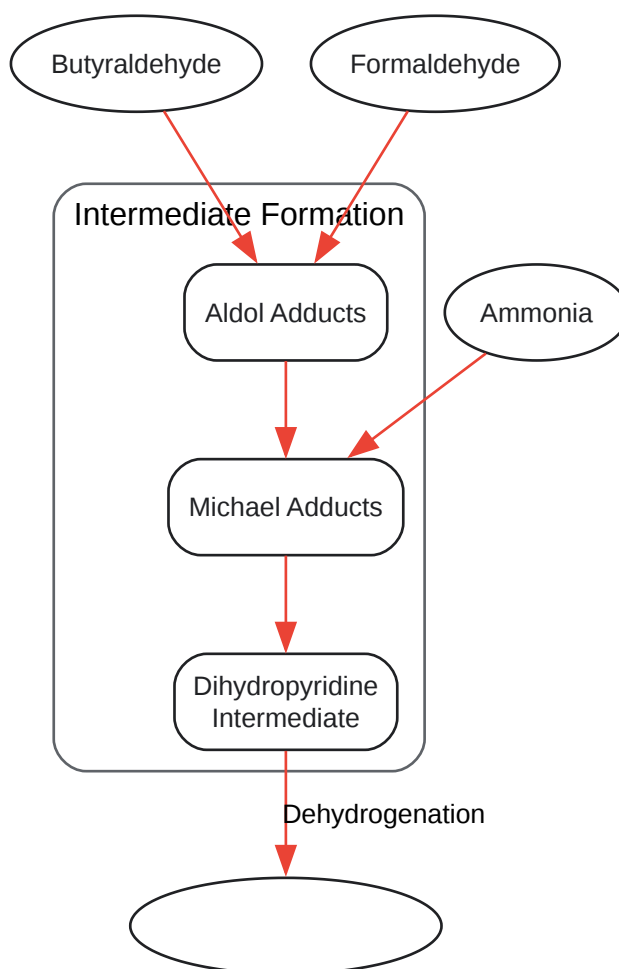 Butyraldehyde
Formaldehyde
Intermediate Formation
Aldol Adducts
Ammonia
Michael Adducts
Dihydropyridine
Intermediate
Dehydrogenation